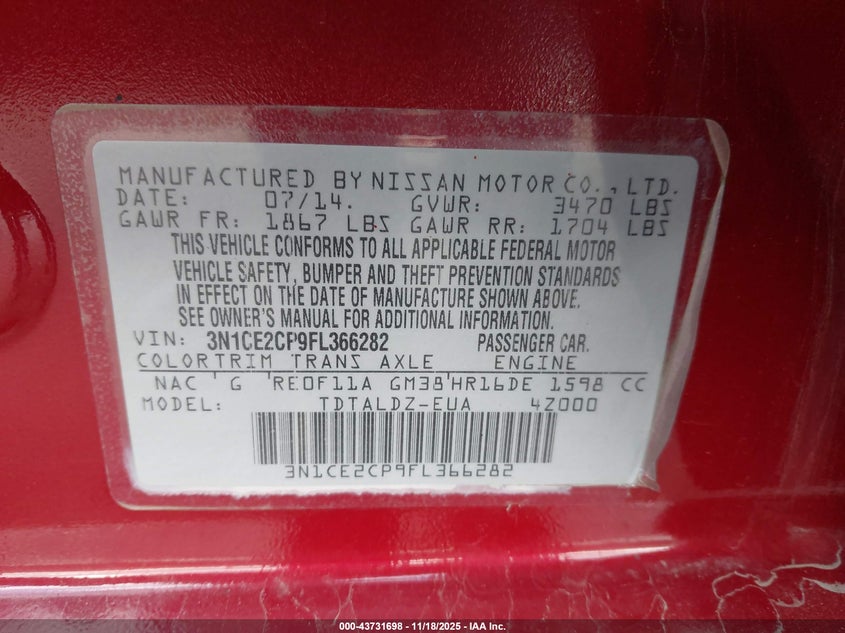 MANUFACTURED BY NISSAN MOTOR CO., LTD.
DATE: 07/14. GVWR: 3470 LBS
GAWR FR: 1867 LBS GAWR RR: 1704 LBS
THIS VEHICLE CONFORMS TO ALL APPLICABLE FEDERAL MOTOR
VEHICLE SAFETY, BUMPER AND THEFT PREVENTION STANDARDS
IN EFFECT ON THE DATE OF MANUFACTURE SHOWN ABOVE.
SEE OWNER'S MANUAL FOR ADDITIONAL INFORMATION.
VIN: 3N1CE2CP9FL366282 PASSENGER CAR.
COLORTRIM TRANS AXLE ENGINE
NAC G RE0F11A GM38 HR16DE 1598 CC
MODEL: TDTALDZ-EUA 4Z000
3N1CE2CP9FL366282
000-43731698 - 11/18/2025 - IAA Inc.